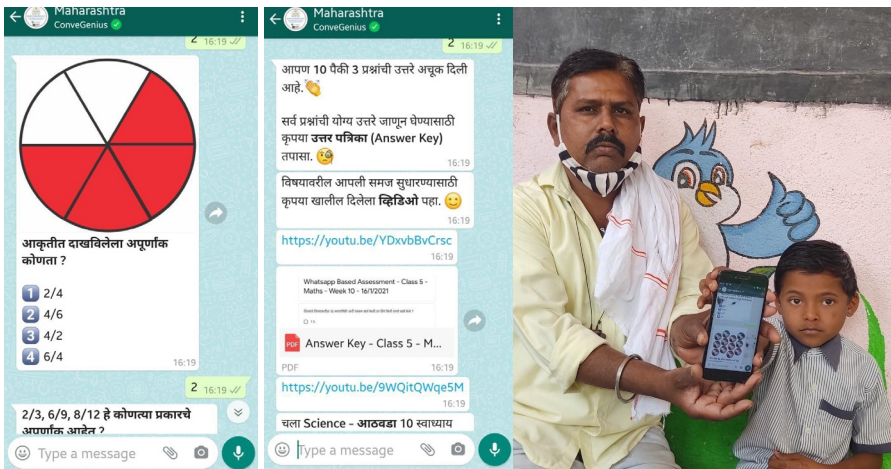 Maharashtra
ConveGenius
2 16:19
आकृतीत दाखविलेला अपूर्णांक
कोणता ?
1 2/4
2 4/6
3 4/2
4 6/4
16:19
2 16:19
2/3, 6/9, 8/12 हे कोणत्या प्रकारचे
अपूर्णांक आहेत ?
Type a message
Maharashtra
ConveGenius
2 16:19
आपण 10 पैकी 3 प्रश्नांची उत्तरे अचूक दिली
आहे.
सर्व प्रश्नांची योग्य उत्तरे जाणून घेण्यासाठी
कृपया उत्तर पत्रिका (Answer Key)
तपासा.
16:19
विषयावरील आपली समज सुधारण्यासाठी
कृपया खालील दिलेला व्हिडिओ पहा.
16:19
https://youtu.be/YDxvbBvCrsc
16:19
Whatsapp Based Assessment - Class 5 -
Maths - Week 10 - 16/1/2021
PDF Answer Key - Class 5 - M...
PDF 16:19
https://youtu.be/9WQitQWqe5M
16:19
चला Science - आठवडा 10 स्वाध्याय
Type a message